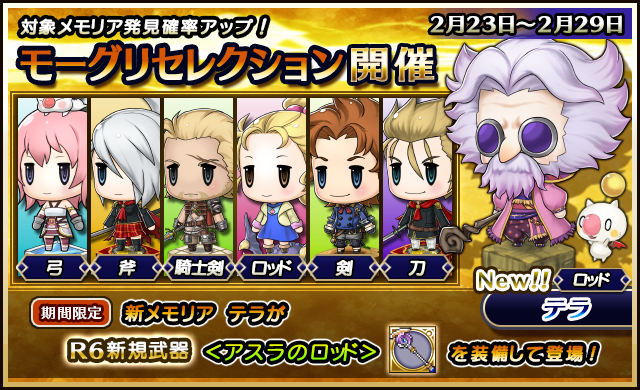 対象メモリア発見確率アップ！
2月23日～2月29日
モーグリセレクション開催
弓
斧
騎士剣
ロッド
剣
刀
New!!
ロッド
テラ
期間限定
新メモリア テラが
R6新規武器 <アスラのロッド> を装備して登場！